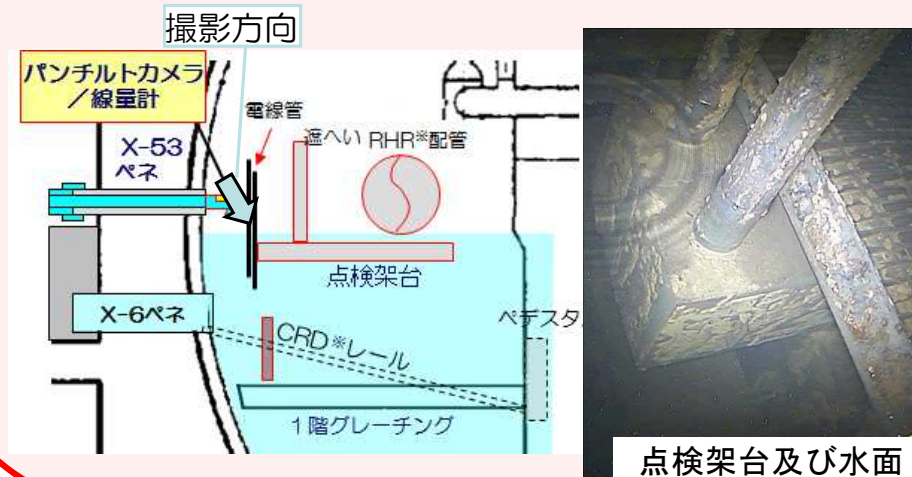 撮影方向
パンチルトカメラ
／線量計
電線管
遮へい
RHR※配管
X-53
ペネ
点検架台
X-6ペネ
ペデスタ
CRD※レール
1階グレーチング
点検架台及び水面